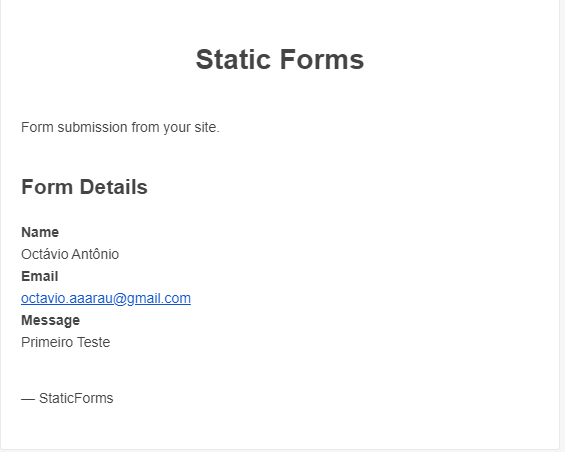 Static Forms
Form submission from your site.
Form Details
Name
Octávio Antônio
Email
octavio.aaarau@gmail.com
Message
Primeiro Teste
— StaticForms